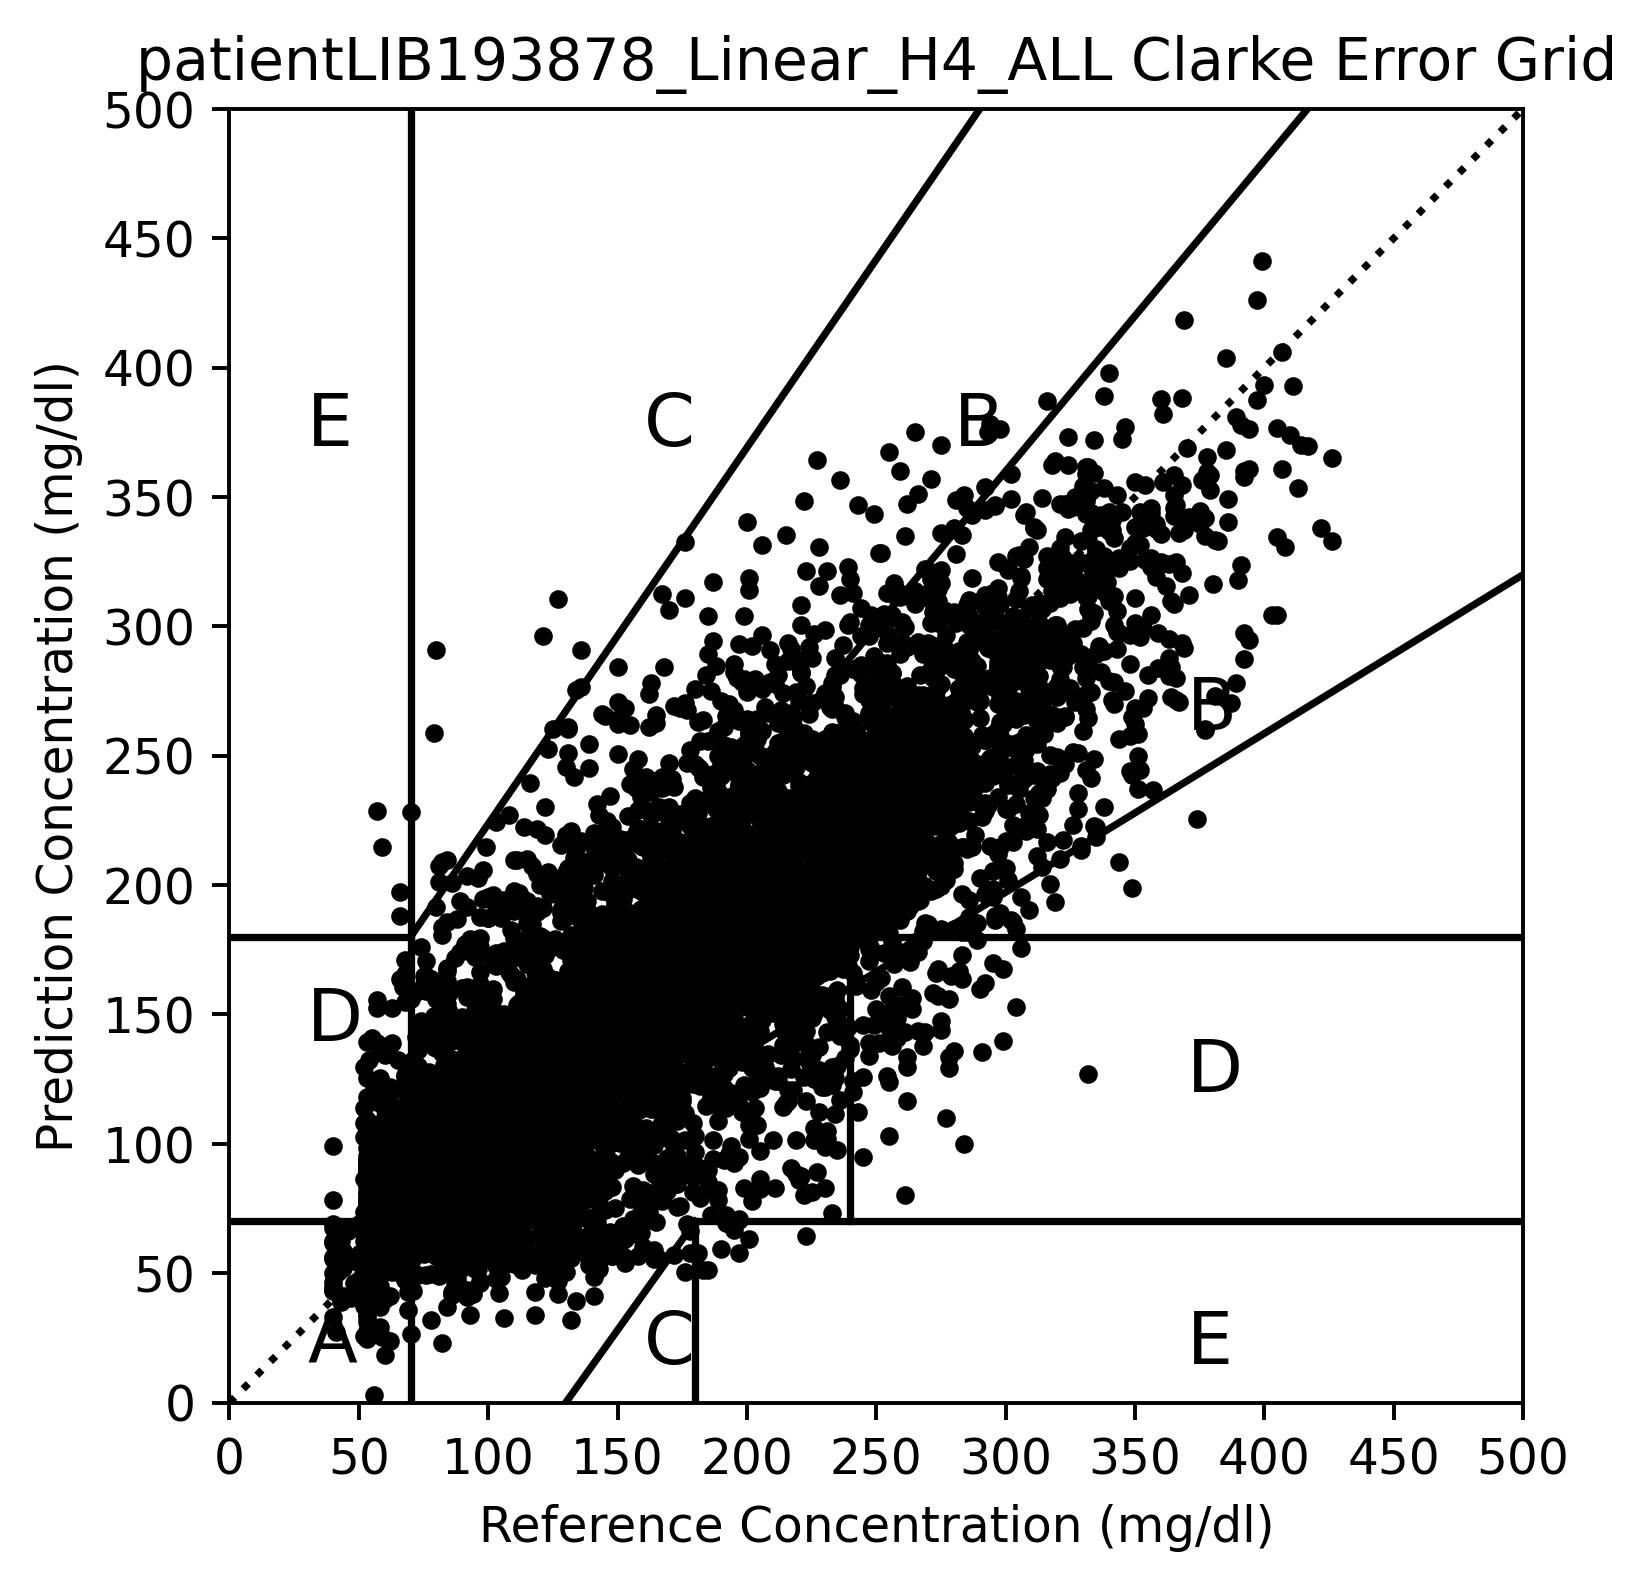 patientLIB193878_Linear_H4_ALL Clarke Error Grid
Prediction Concentration (mg/dl)
500
450
400
350
300
250
200
150
100
50
0
E
C
B
B
D
D
A
C
E
0 50 100 150 200 250 300 350 400 450 500
Reference Concentration (mg/dl)